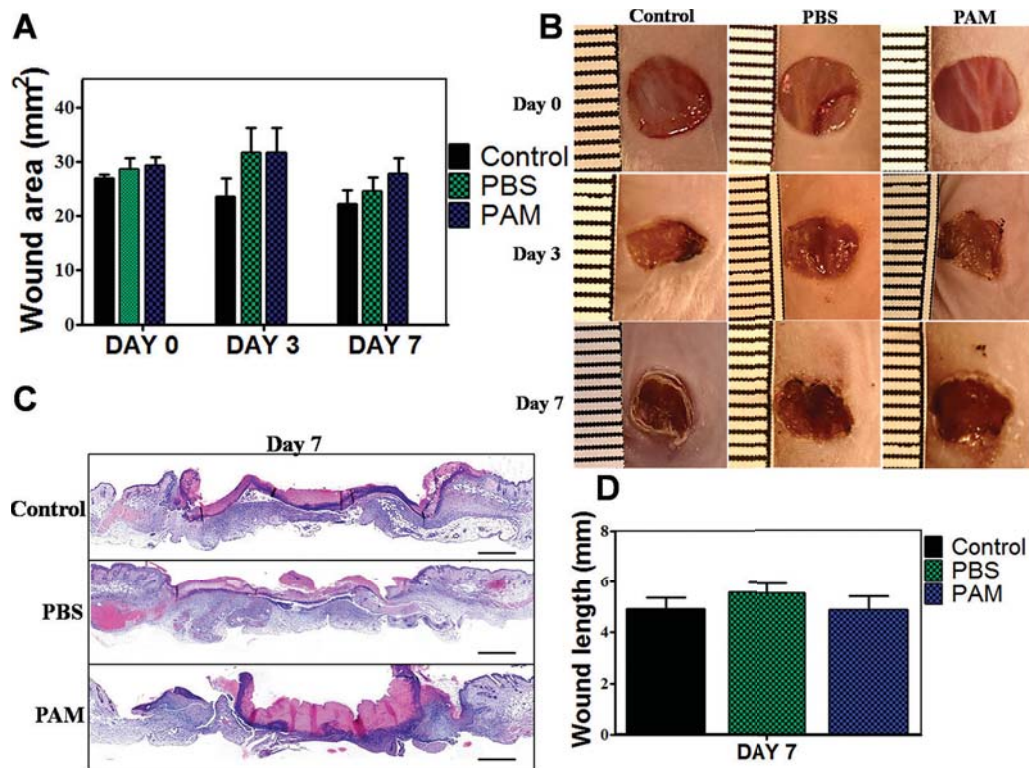 A
Wound area (mm²)
40
30
20
10
0
DAY 0 DAY 3 DAY 7
Control
PBS
PAM
B
Control PBS PAM
Day 0
Day 3
Day 7
C
Day 7
Control
PBS
PAM
D
Wound length (mm)
8
6
4
2
0
DAY 7
Control
PBS
PAM